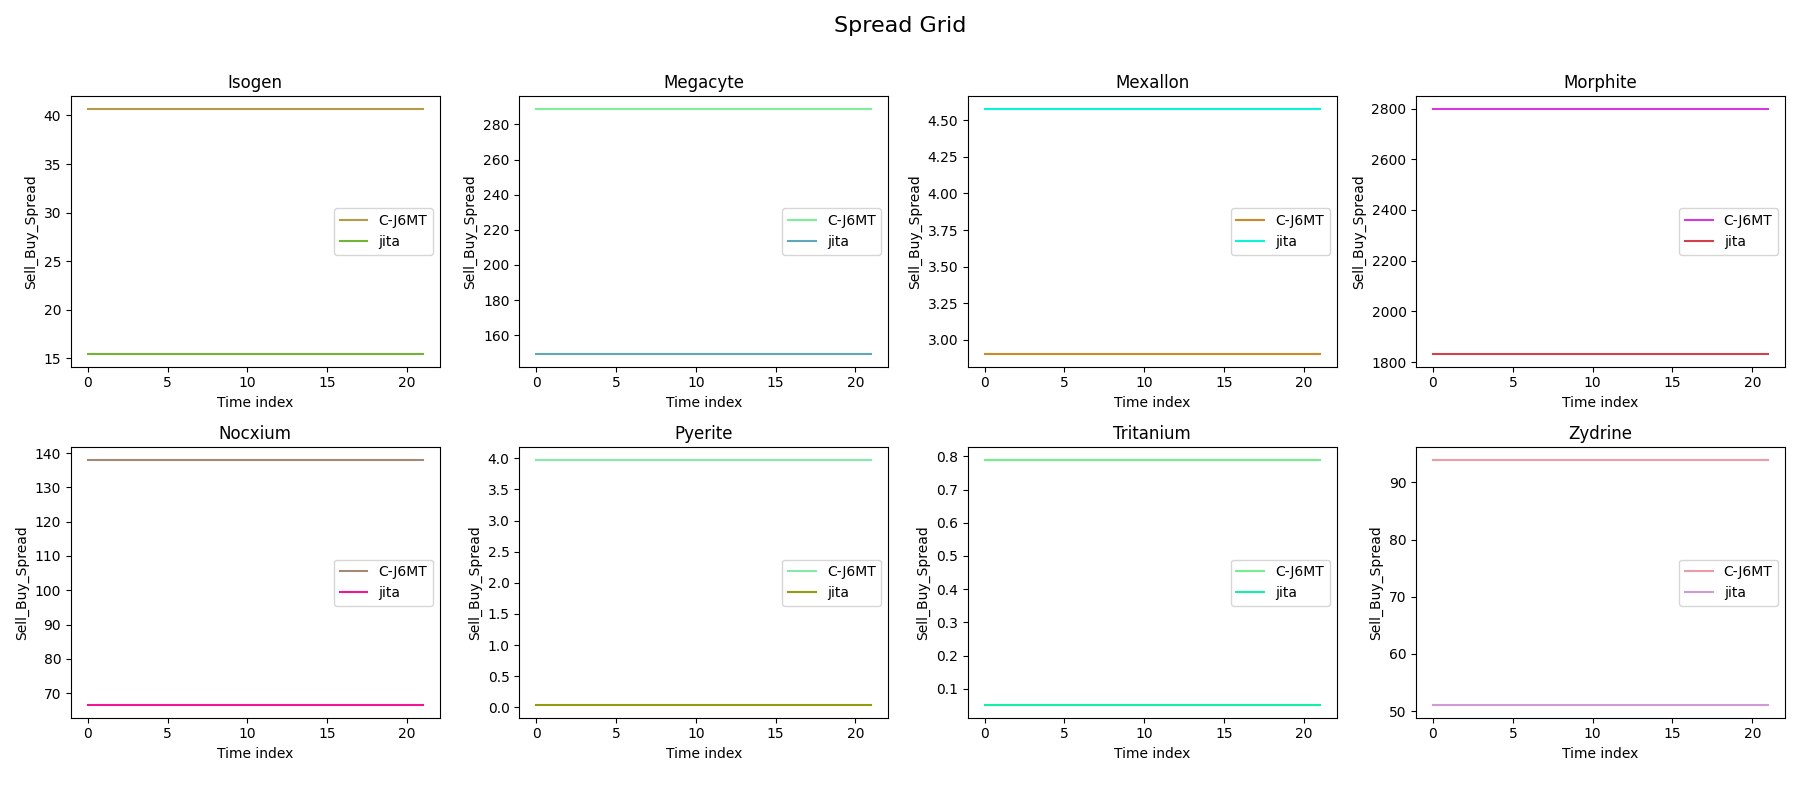 Spread Grid
Isogen
Sell_Buy_Spread
40
35
30
25
20
15
C-J6MT
jita
0 5 10 15 20
Time index
Megacyte
Sell_Buy_Spread
280
260
240
220
200
180
160
C-J6MT
jita
0 5 10 15 20
Time index
Mexallon
Sell_Buy_Spread
4.50
4.25
4.00
3.75
3.50
3.25
3.00
C-J6MT
jita
0 5 10 15 20
Time index
Morphite
Sell_Buy_Spread
2800
2600
2400
2200
2000
1800
C-J6MT
jita
0 5 10 15 20
Time index
Nocxium
Sell_Buy_Spread
140
130
120
110
100
90
80
70
C-J6MT
jita
0 5 10 15 20
Time index
Pyerite
Sell_Buy_Spread
4.0
3.5
3.0
2.5
2.0
1.5
1.0
0.5
0.0
C-J6MT
jita
0 5 10 15 20
Time index
Tritanium
Sell_Buy_Spread
0.8
0.7
0.6
0.5
0.4
0.3
0.2
0.1
C-J6MT
jita
0 5 10 15 20
Time index
Zydrine
Sell_Buy_Spread
90
80
70
60
50
C-J6MT
jita
0 5 10 15 20
Time index